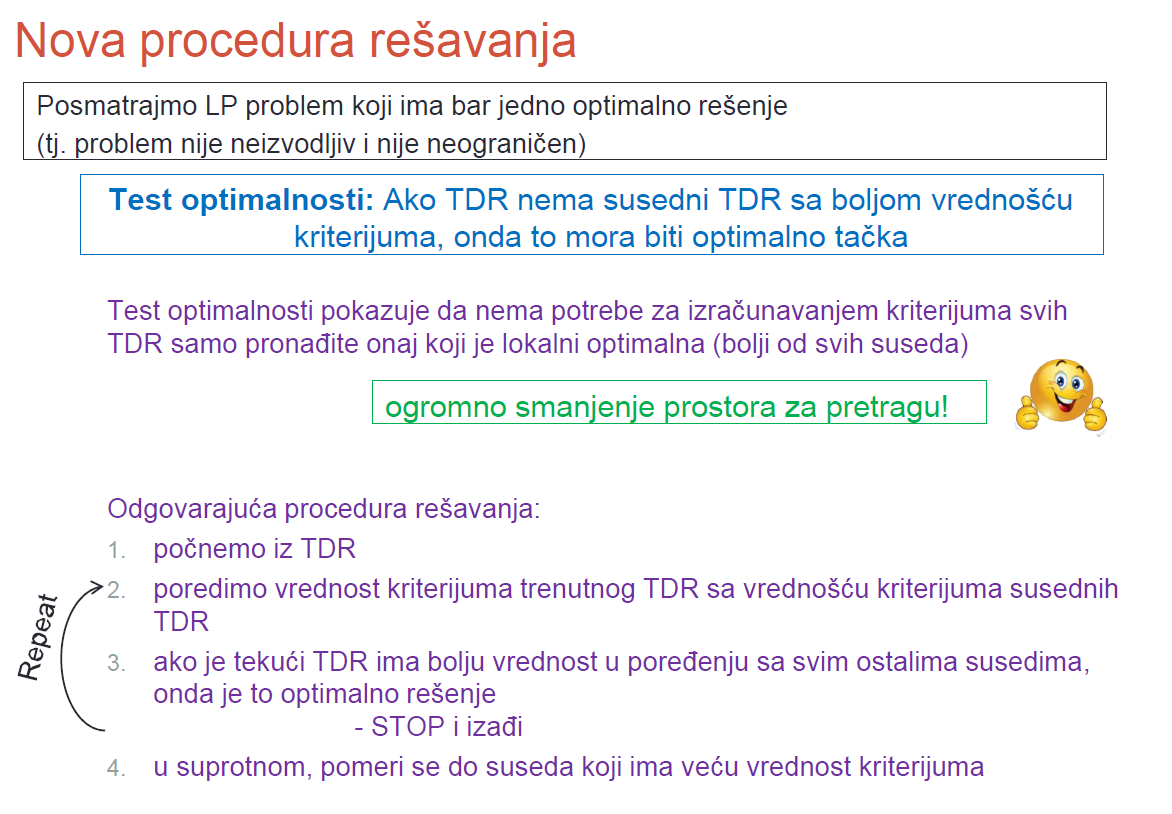 Nova procedura rešavanja
Posmatrajmo LP problem koji ima bar jedno optimalno rešenje
(tj. problem nije neizvodljiv i nije neograničen)
Test optimalnosti: Ako TDR nema susedni TDR sa boljom vrednošću
kriterijuma, onda to mora biti optimalno tačka
Test optimalnosti pokazuje da nema potrebe za izračunavanjem kriterijuma svih
TDR samo pronađite onaj koji je lokalni optimalna (bolji od svih suseda)
ogromno smanjenje prostora za pretragu!
Odgovarajuća procedura rešavanja:
1. počnemo iz TDR
2. poredimo vrednost kriterijuma trenutnog TDR sa vrednošću kriterijuma susednih
TDR
3. ako je tekući TDR ima bolju vrednost u poređenju sa svim ostalima susedima,
onda je to optimalno rešenje
- STOP i izađi
4. u suprotnom, pomeri se do suseda koji ima veću vrednost kriterijuma
Repeat